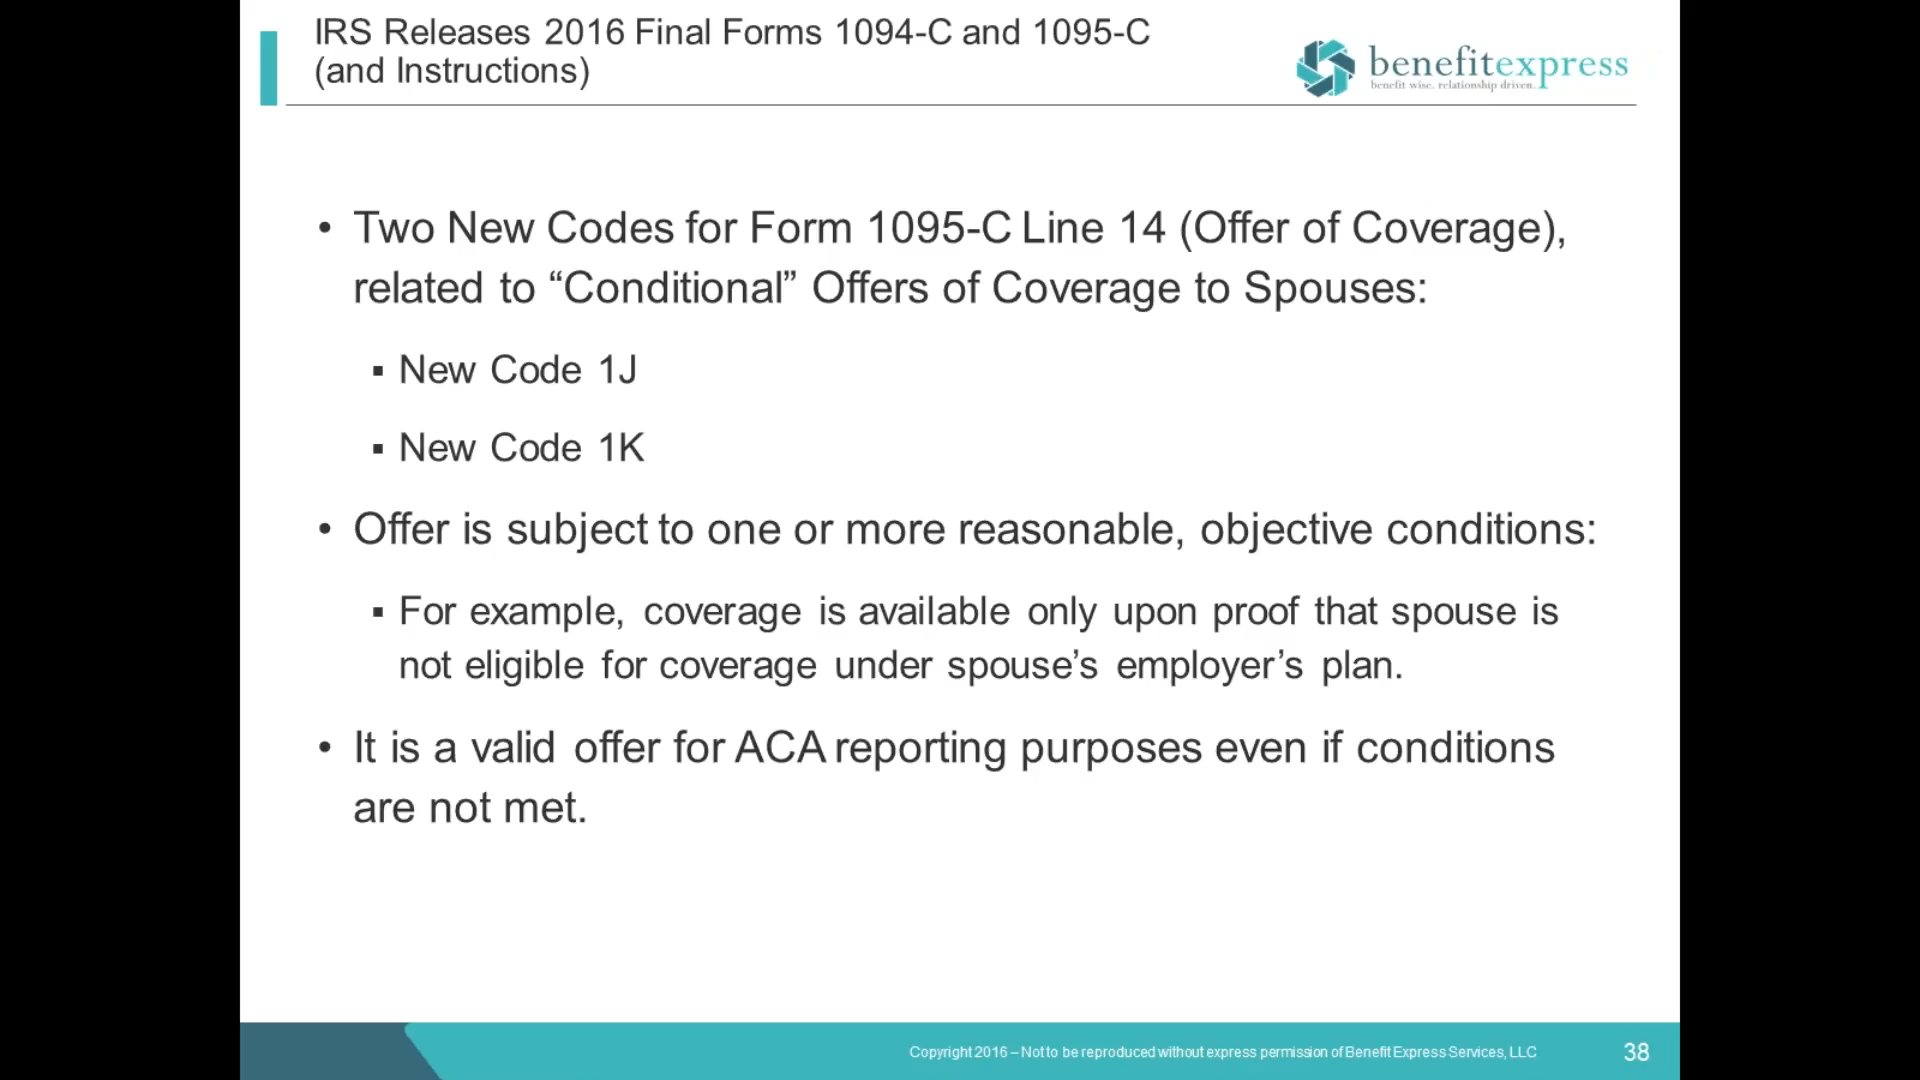 IRS Releases 2016 Final Forms 1094-C and 1095-C
(and Instructions)
benefitexpress
benefit wise. relationship driven.
• Two New Codes for Form 1095-C Line 14 (Offer of Coverage),
related to “Conditional” Offers of Coverage to Spouses:
▪ New Code 1J
▪ New Code 1K
• Offer is subject to one or more reasonable, objective conditions:
▪ For example, coverage is available only upon proof that spouse is
not eligible for coverage under spouse’s employer’s plan.
• It is a valid offer for ACA reporting purposes even if conditions
are not met.
Copyright 2016 – Not to be reproduced without express permission of Benefit Express Services, LLC
38